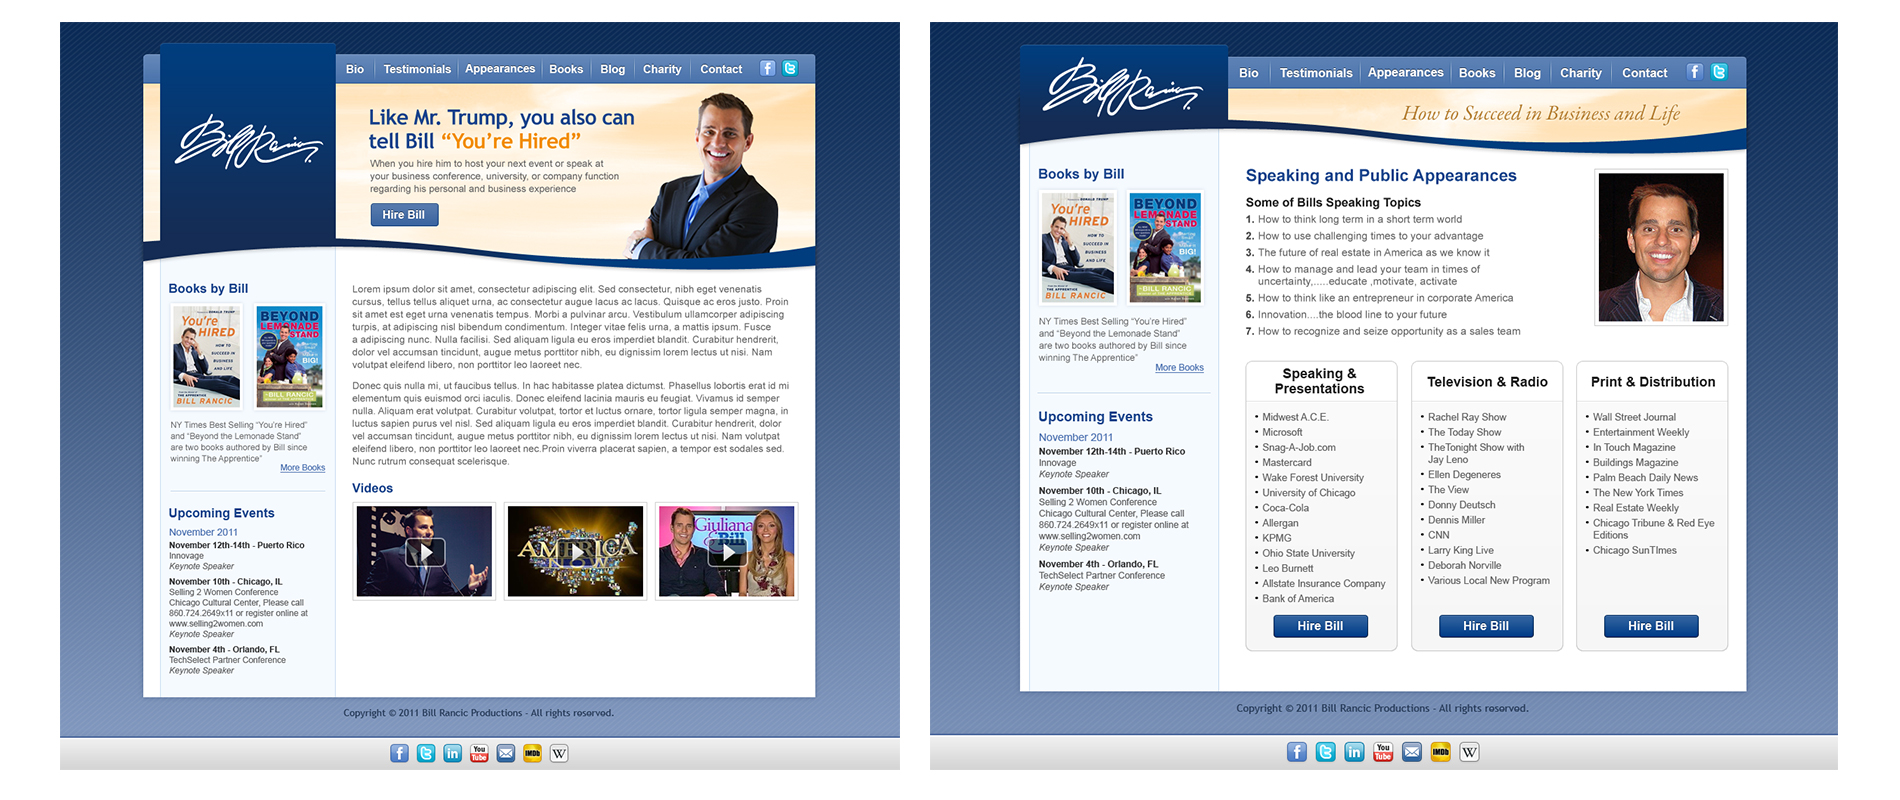 Bill Rancic.
Bio
Testimonials
Appearances
Books
Blog
Charity
Contact
Like Mr. Trump, you also can
tell Bill “You’re Hired”
When you hire him to host your next event or speak at
your business conference, university, or company function
regarding his personal and business experience
Hire Bill
Books by Bill
You're
HIRED
HOW TO
SUCCEED IN
BUSINESS
AND LIFE
BILL RANCIC
BEYOND
LEMONADE
STAND
BIG!
BILL RANCIC
NY Times Best Selling “You’re Hired”
and “Beyond the Lemonade Stand”
are two books authored by Bill since
winning The Apprentice”
More Books
Upcoming Events
November 2011
November 12th-14th - Puerto Rico
Innovage
Keynote Speaker
November 10th - Chicago, IL
Selling 2 Women Conference
Chicago Cultural Center, Please call
860.724.2649x11 or register online at
www.selling2women.com
Keynote Speaker
November 4th - Orlando, FL
TechSelect Partner Conference
Keynote Speaker
Lorem ipsum dolor sit amet, consectetur adipiscing elit. Sed consectetur, nibh eget venenatis
cursus, tellus tellus aliquet urna, ac consectetur augue lacus ac lacus. Quisque ac eros justo. Proin
sit amet est eget urna venenatis tempus. Morbi a pulvinar arcu. Vestibulum ullamcorper adipiscing
turpis, at adipiscing nisl bibendum condimentum. Integer vitae felis urna, a mattis ipsum. Fusce
a adipiscing nunc. Nulla facilisi. Sed aliquam ligula eu eros imperdiet blandit. Curabitur hendrerit,
dolor vel accumsan tincidunt, augue metus porttitor nibh, eu dignissim lorem lectus ut nisi. Nam
volutpat eleifend libero, non porttitor leo laoreet nec.
Donec quis nulla mi, ut faucibus tellus. In hac habitasse platea dictumst. Phasellus lobortis erat id mi
elementum quis euismod orci iaculis. Donec eleifend lacinia mauris eu feugiat. Vivamus id semper
nulla. Aliquam erat volutpat. Curabitur volutpat, tortor et luctus ornare, tortor ligula semper magna, in
luctus sapien purus vel nisl. Sed aliquam ligula eu eros imperdiet blandit. Curabitur hendrerit, dolor
vel accumsan tincidunt, augue metus porttitor nibh, eu dignissim lorem lectus ut nisi. Nam volutpat
eleifend libero, non porttitor leo laoreet nec.Proin viverra placerat sapien, a tempor est sodales sed.
Nunc rutrum consequat scelerisque.
Videos
AMERICA
NOW
Giuliana
& Bill
Copyright © 2011 Bill Rancic Productions - All rights reserved.
f
t
in
You Tube
IMDb
W
Bill Rancic.
Bio
Testimonials
Appearances
Books
Blog
Charity
Contact
How to Succeed in Business and Life
Books by Bill
You're
HIRED
HOW TO
SUCCEED IN
BUSINESS
AND LIFE
BILL RANCIC
BEYOND
LEMONADE
STAND
BIG!
BILL RANCIC
NY Times Best Selling “You’re Hired”
and “Beyond the Lemonade Stand”
are two books authored by Bill since
winning The Apprentice”
More Books
Upcoming Events
November 2011
November 12th-14th - Puerto Rico
Innovage
Keynote Speaker
November 10th - Chicago, IL
Selling 2 Women Conference
Chicago Cultural Center, Please call
860.724.2649x11 or register online at
www.selling2women.com
Keynote Speaker
November 4th - Orlando, FL
TechSelect Partner Conference
Keynote Speaker
Speaking and Public Appearances
Some of Bills Speaking Topics
1. How to think long term in a short term world
2. How to use challenging times to your advantage
3. The future of real estate in America as we know it
4. How to manage and lead your team in times of
uncertainty,.....educate ,motivate, activate
5. How to think like an entrepreneur in corporate America
6. Innovation....the blood line to your future
7. How to recognize and seize opportunity as a sales team
Speaking &
Presentations
• Midwest A.C.E.
• Microsoft
• Snag-A-Job.com
• Mastercard
• Wake Forest University
• University of Chicago
• Coca-Cola
• Allergan
• KPMG
• Ohio State University
• Leo Burnett
• Allstate Insurance Company
• Bank of America
Hire Bill
Television & Radio
• Rachel Ray Show
• The Today Show
• TheTonight Show with
Jay Leno
• Ellen Degeneres
• The View
• Donny Deutsch
• Dennis Miller
• CNN
• Larry King Live
• Deborah Norville
• Various Local New Program
Hire Bill
Print & Distribution
• Wall Street Journal
• Entertainment Weekly
• In Touch Magazine
• Buildings Magazine
• Palm Beach Daily News
• The New York Times
• Real Estate Weekly
• Chicago Tribune & Red Eye
Editions
• Chicago SunTImes
Hire Bill
Copyright © 2011 Bill Rancic Productions - All rights reserved.
f
t
in
You Tube
IMDb
W